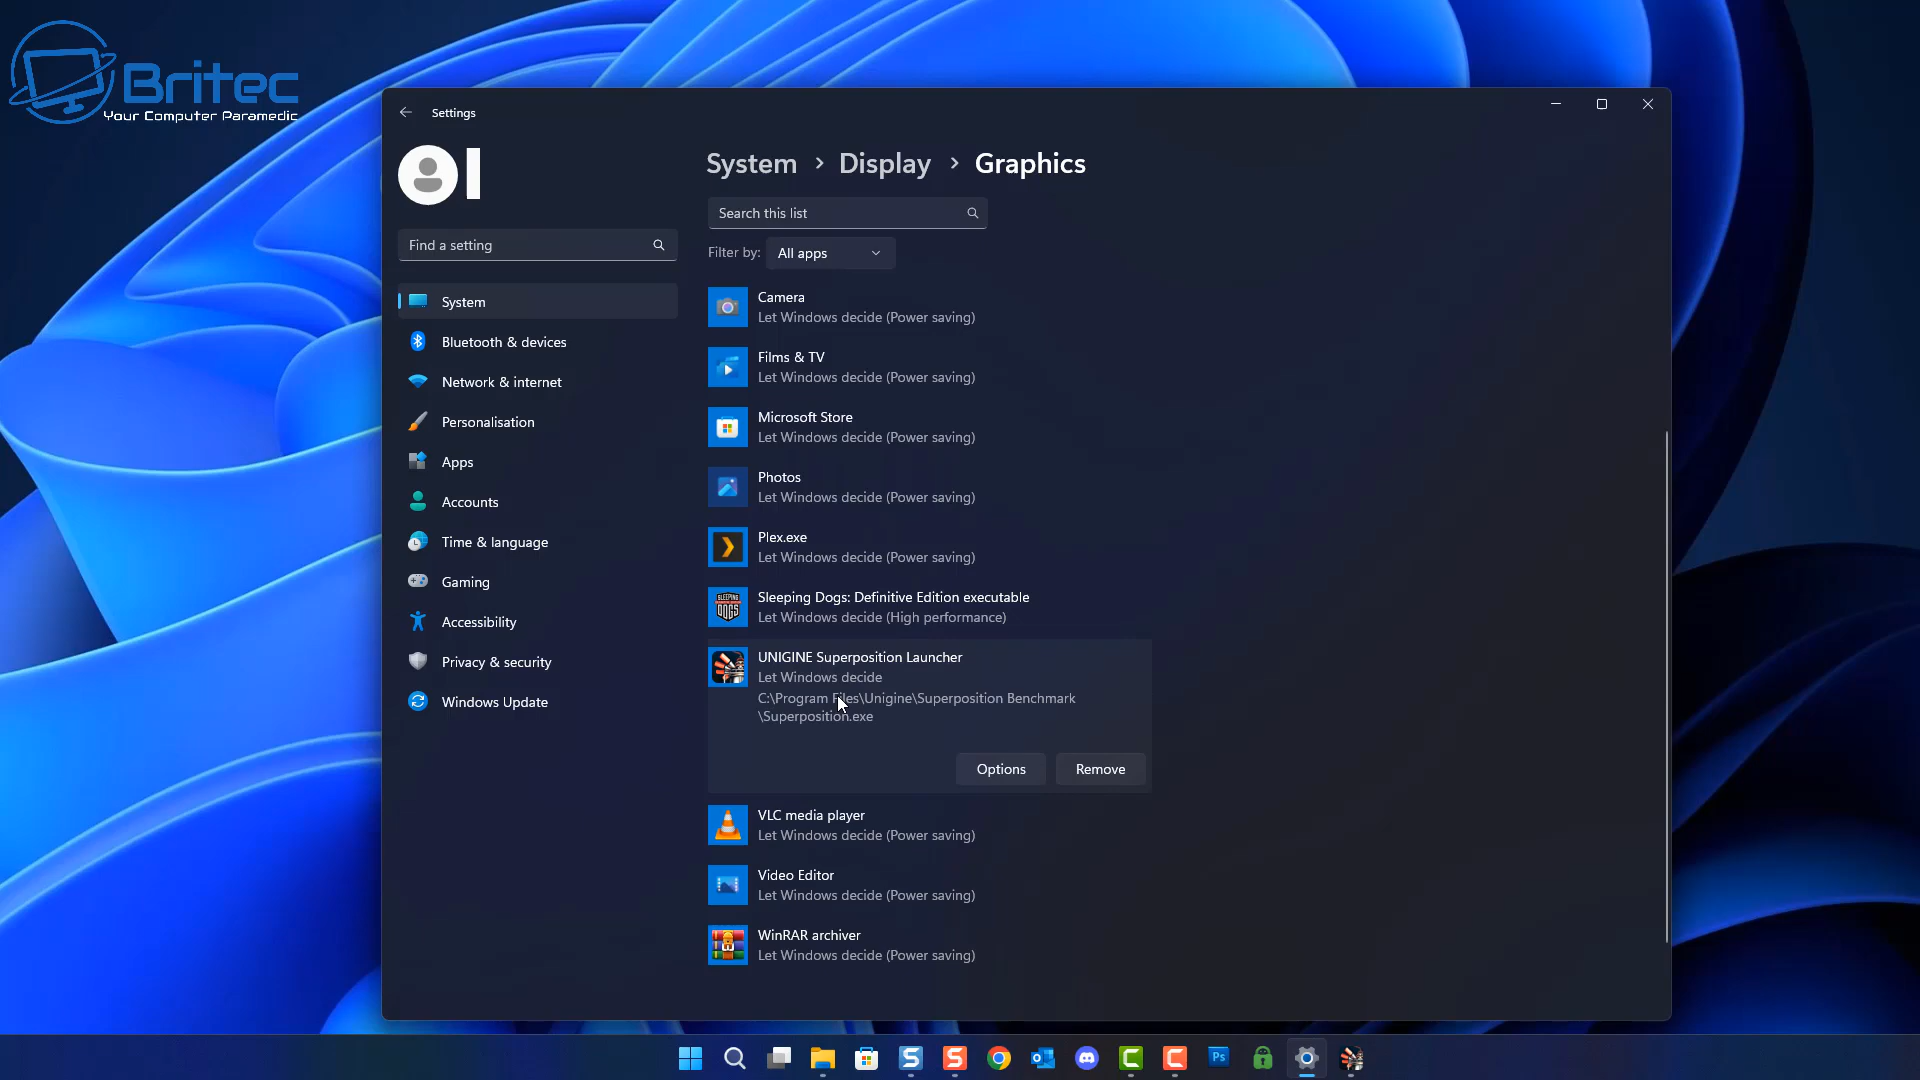 Britec
Your Computer Paramedic
Settings
System > Display > Graphics
Search this list
Find a setting
Filter by: All apps
System
Bluetooth & devices
Network & internet
Personalisation
Apps
Accounts
Time & language
Gaming
Accessibility
Privacy & security
Windows Update
Camera
Let Windows decide (Power saving)
Films & TV
Let Windows decide (Power saving)
Microsoft Store
Let Windows decide (Power saving)
Photos
Let Windows decide (Power saving)
Plex.exe
Let Windows decide (Power saving)
Sleeping Dogs: Definitive Edition executable
Let Windows decide (High performance)
UNIGINE Superposition Launcher
Let Windows decide
C:\Program Files\Unigine\Superposition Benchmark
\Superposition.exe
Options
Remove
VLC media player
Let Windows decide (Power saving)
Video Editor
Let Windows decide (Power saving)
WinRAR archiver
Let Windows decide (Power saving)
SLEEPING
DOGS
S
S
o
C
C
Ps